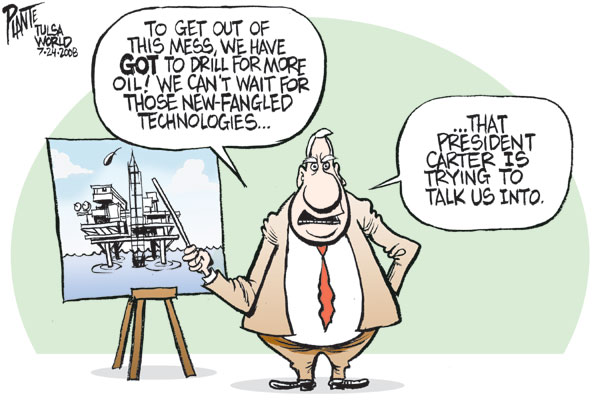 PLANTE
TULSA
WORLD
7-24-2008
TO GET OUT OF
THIS MESS, WE HAVE
GOT TO DRILL FOR MORE
OIL! WE CAN'T WAIT FOR
THOSE NEW-FANGLED
TECHNOLOGIES...
...THAT
PRESIDENT
CARTER IS
TRYING TO
TALK US INTO.